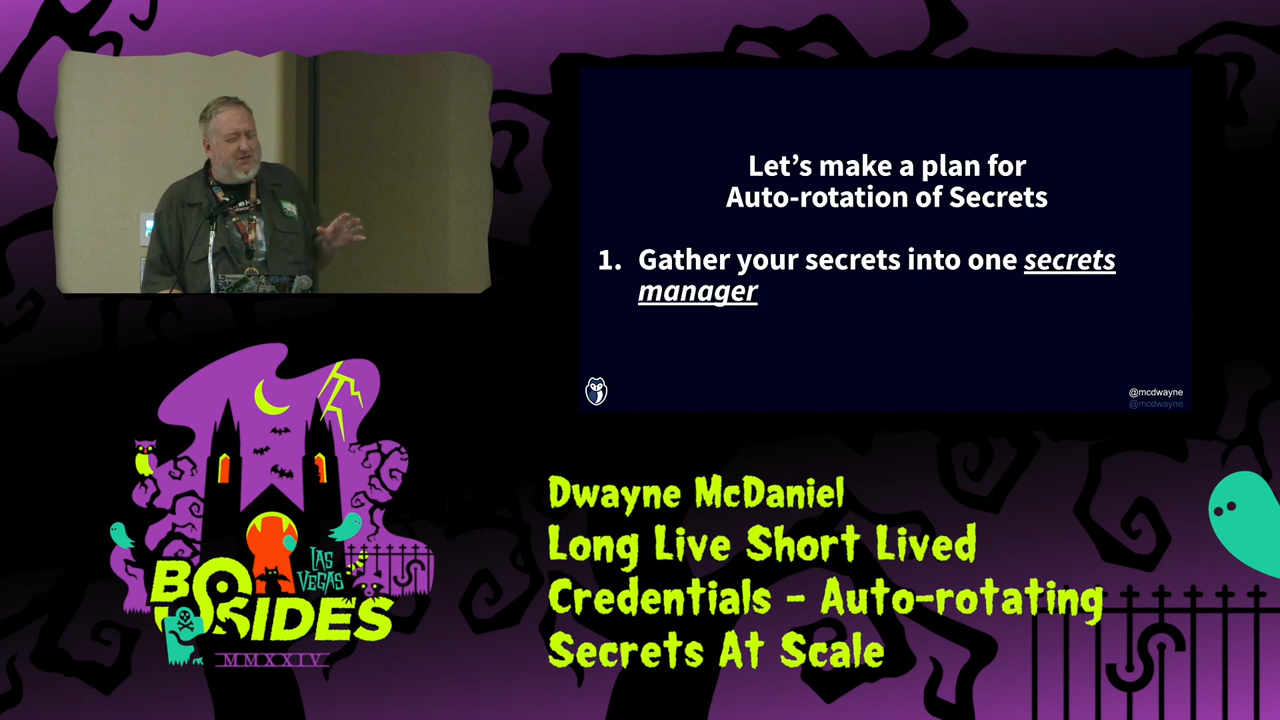 Let's make a plan for
Auto-rotation of Secrets
1. Gather your secrets into one secrets
manager
@mcdwayne
@mcdwayne
LAS
VEGAS
BSIDES
MMXXIV
Dwayne McDaniel
Long Live Short Lived
Credentials - Auto-rotating
Secrets At Scale